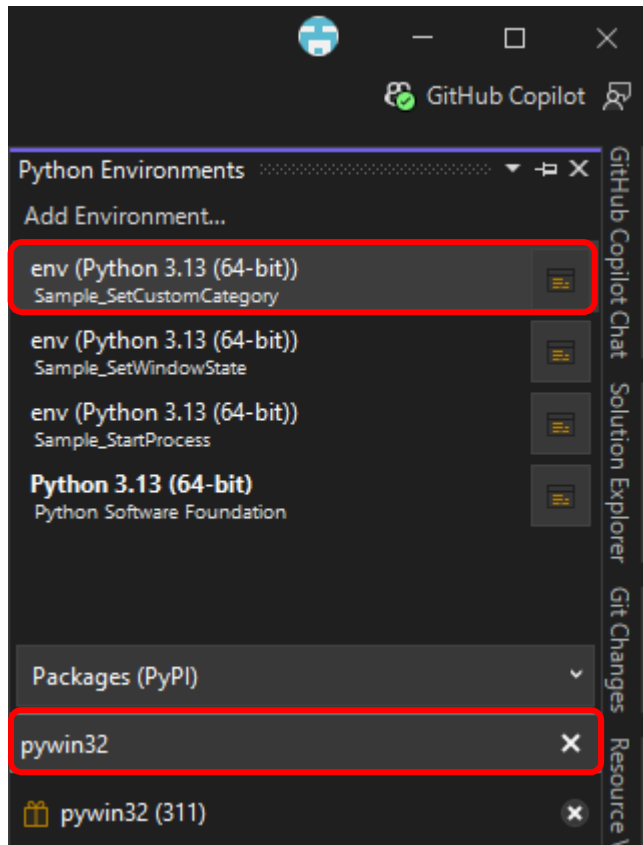 GitHub Copilot
Python Environments
Add Environment...
env (Python 3.13 (64-bit))
Sample_SetCustomCategory
env (Python 3.13 (64-bit))
Sample_SetWindowState
env (Python 3.13 (64-bit))
Sample_StartProcess
Python 3.13 (64-bit)
Python Software Foundation
Packages (PyPI)
pywin32
pywin32 (311)
GitHub Copilot Chat
Solution Explorer
Git Changes
Resource